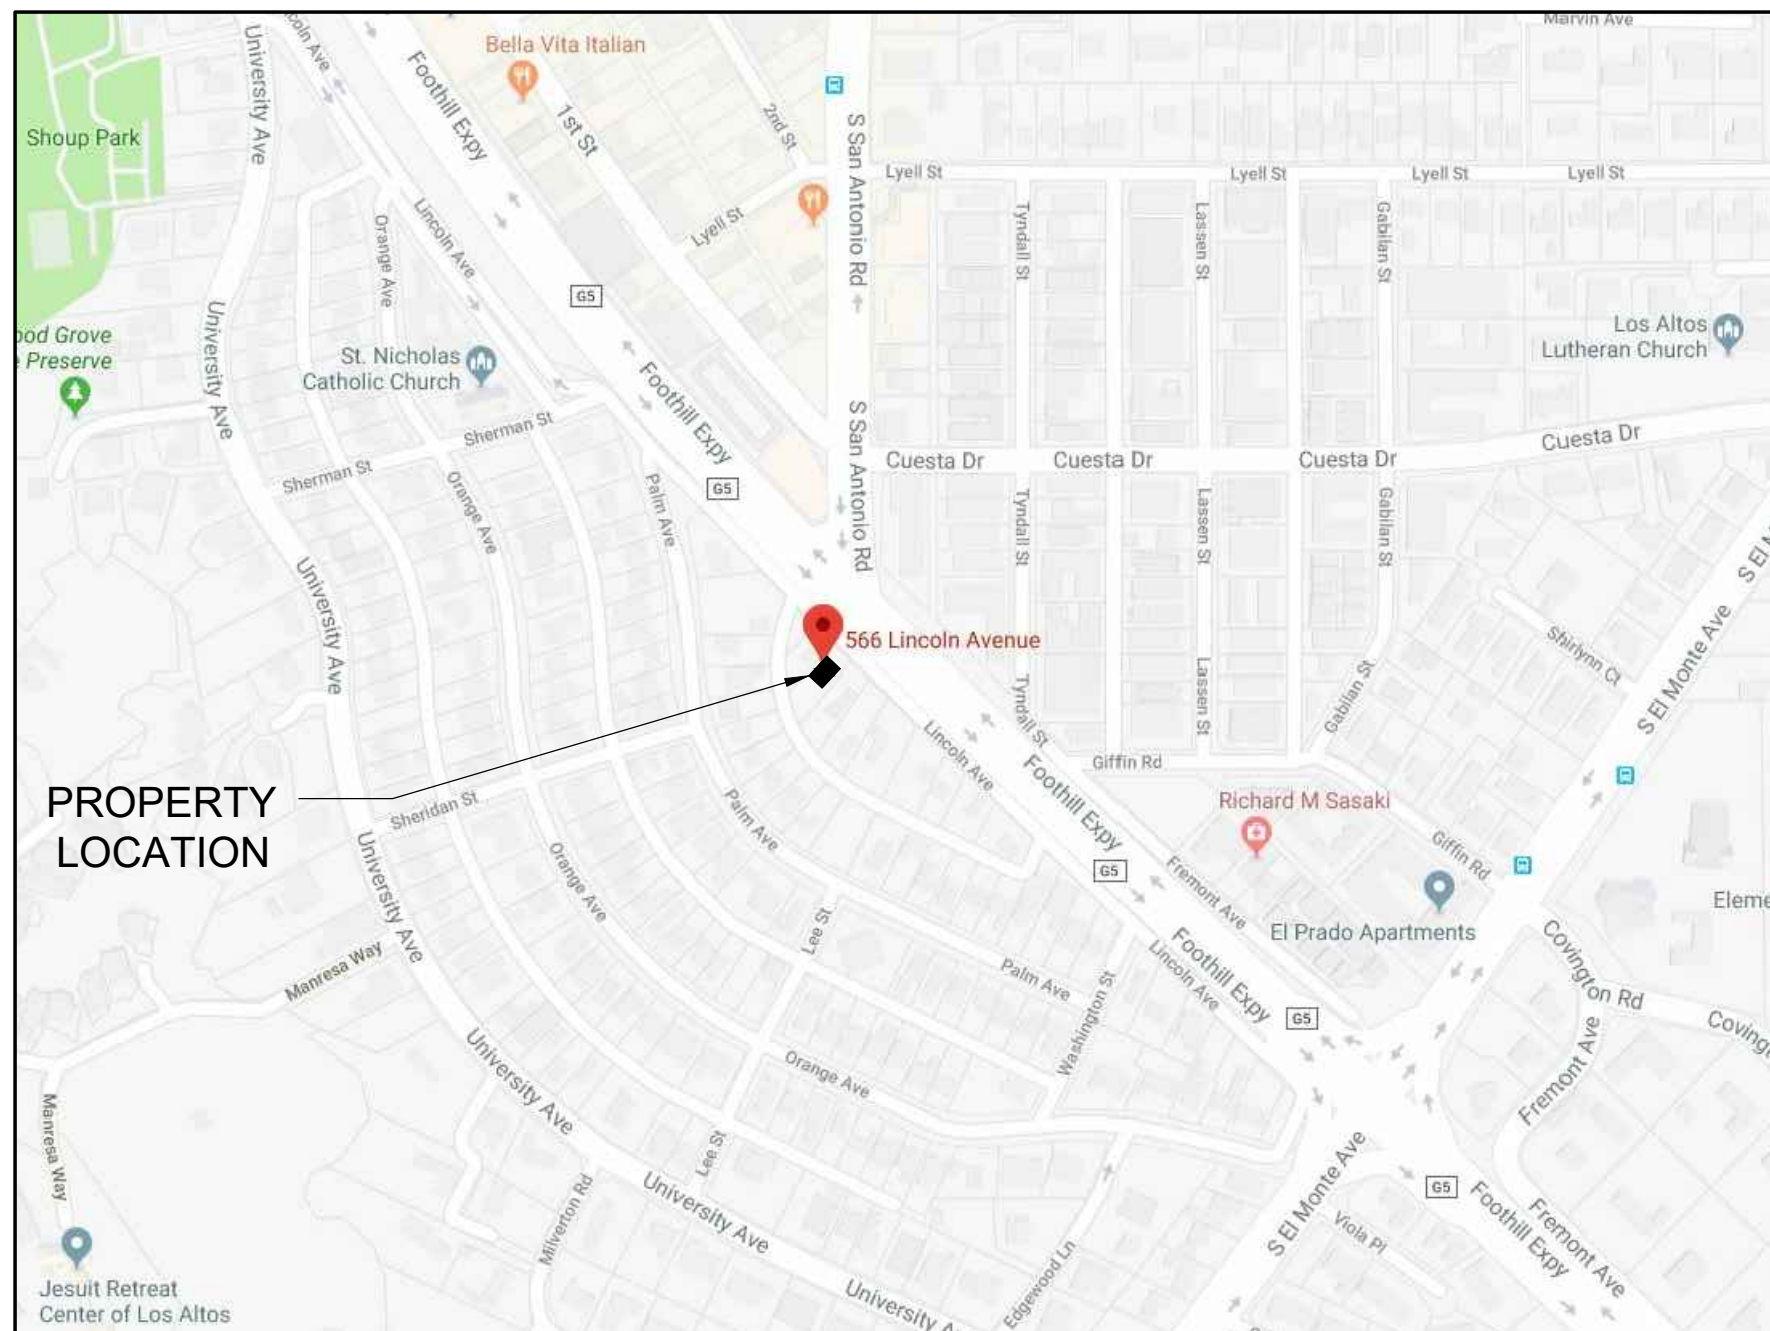 Marvin Ave
Lincoln Ave
University Ave
Bella Vita Italian
Foothill Expy
1st St
2nd St
S San Antonio Rd
Shoup Park
Lyell St
Lyell St
Lyell St
Lyell St
Lyell St
Orange Ave
Lincoln Ave
Tyndall St
Lassen St
Gabilan St
G5
University Ave
Grove
Preserve
St. Nicholas
Catholic Church
Foothill Expy
Los Altos
Lutheran Church
S San Antonio Rd
Sherman St
Sherman St
Cuesta Dr
Cuesta Dr
Cuesta Dr
Cuesta Dr
G5
Orange Ave
Palm Ave
Tyndall St
Lassen St
Gabilan St
University Ave
566 Lincoln Avenue
Shirlynn Ct
S El Monte Ave
S El
Tyndall St
Lassen St
Gabilan St
Lincoln Ave
Giffin Rd
Foothill Expy
PROPERTY
LOCATION
Sheridan St
Palm Ave
Richard M Sasaki
Giffin Rd
University Ave
Orange Ave
G5
Fremont Ave
Lee St
El Prado Apartments
Manresa Way
Palm Ave
Washington St
Lincoln Ave
Foothill Expy
G5
Covington Rd
Fremont Ave
University Ave
Orange Ave
Manresa Way
Lee St
Milverton Rd
University Ave
S El Monte Ave
Viola Pl
G5
Foothill Expy
Fremont Ave
Edgewood Ln
University
Jesuit Retreat
Center of Los Altos